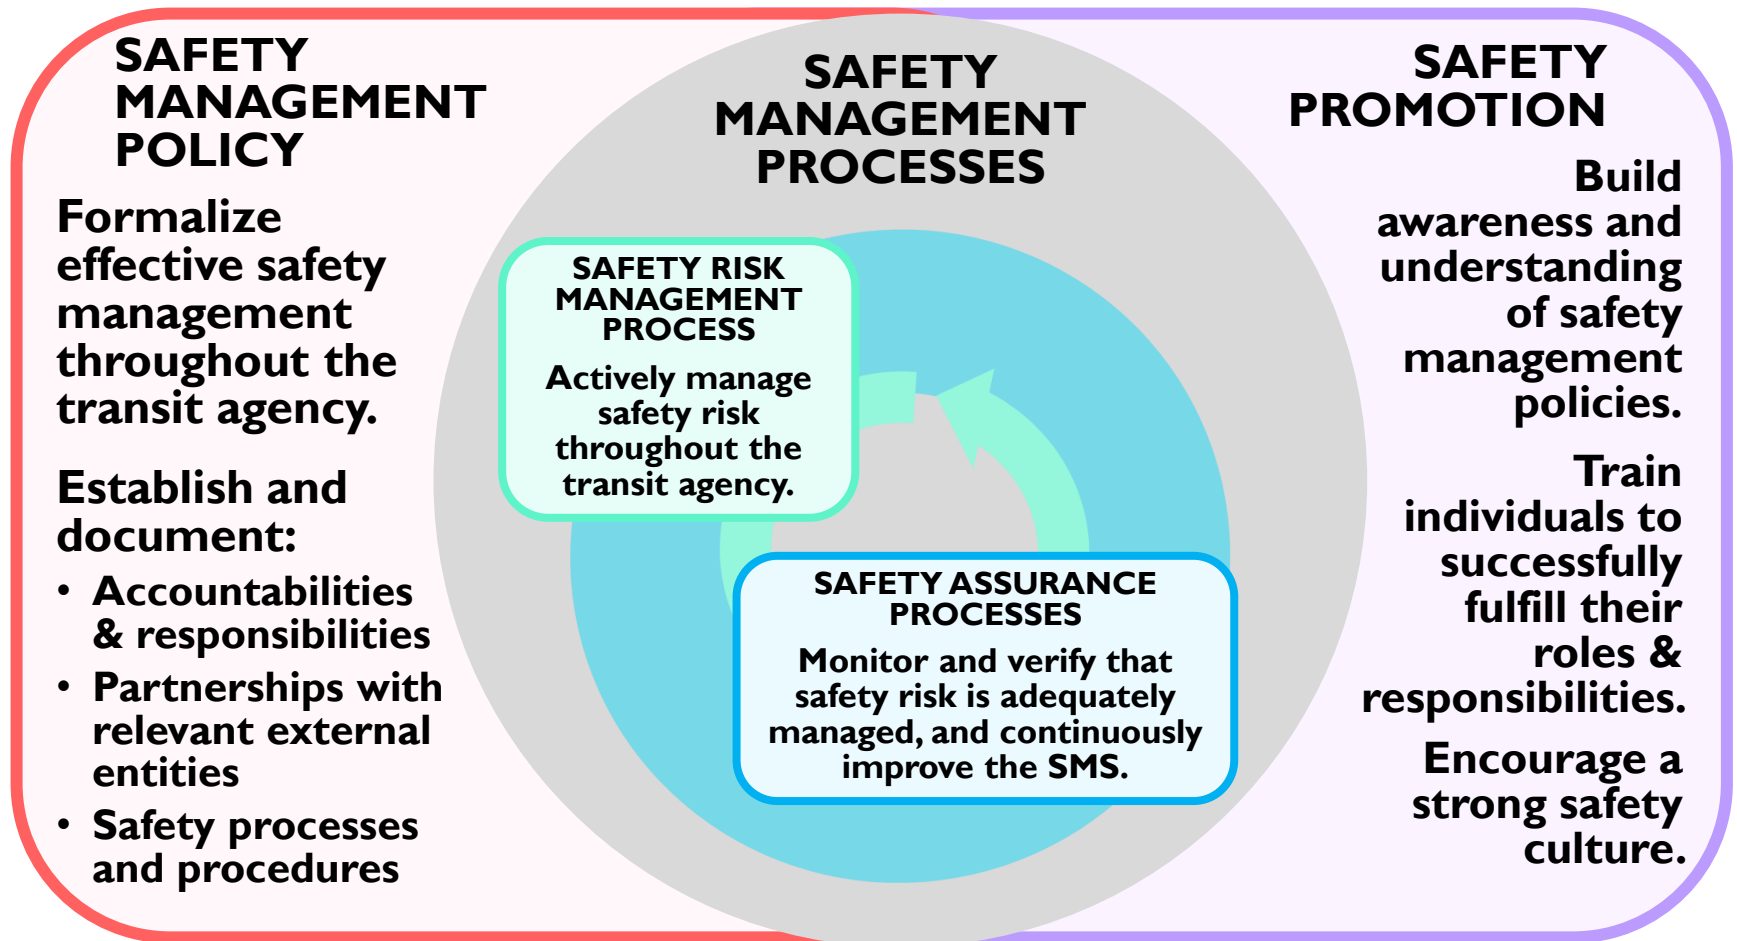 SAFETY
MANAGEMENT
POLICY
Formalize
effective safety
management
throughout the
transit agency.
Establish and
document:
• Accountabilities
& responsibilities
• Partnerships with
relevant external
entities
• Safety processes
and procedures
SAFETY
MANAGEMENT
PROCESSES
SAFETY RISK
MANAGEMENT
PROCESS
Actively manage
safety risk
throughout the
transit agency.
SAFETY ASSURANCE
PROCESSES
Monitor and verify that
safety risk is adequately
managed, and continuously
improve the SMS.
SAFETY
PROMOTION
Build
awareness and
understanding
of safety
management
policies.
Train
individuals to
successfully
fulfill their
roles &
responsibilities.
Encourage a
strong safety
culture.